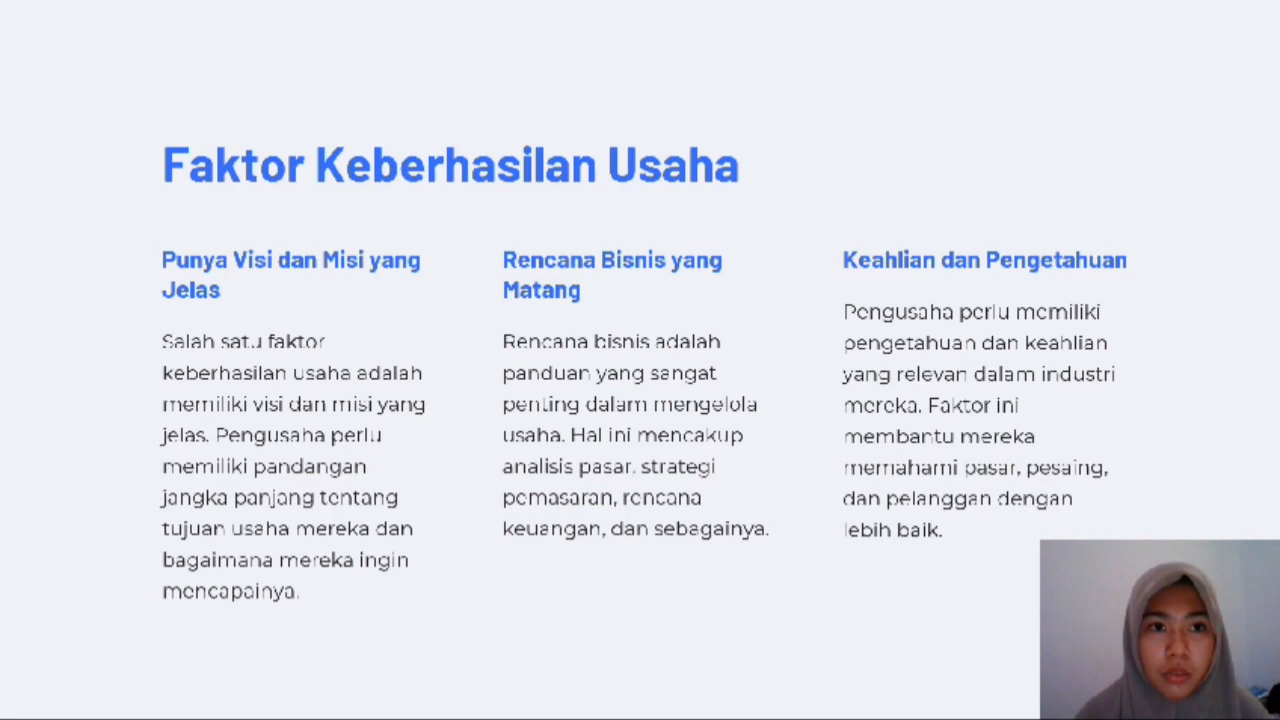 Faktor Keberhasilan Usaha
Punya Visi dan Misi yang
Jelas
Salah satu faktor
keberhasilan usaha adalah
memiliki visi dan misi yang
jelas. Pengusaha perlu
memiliki pandangan
jangka panjang tentang
tujuan usaha mereka dan
bagaimana mereka ingin
mencapainya.
Rencana Bisnis yang
Matang
Rencana bisnis adalah
panduan yang sangat
penting dalam mengelola
usaha. Hal ini mencakup
analisis pasar, strategi
pemasaran, rencana
keuangan, dan sebagainya.
Keahlian dan Pengetahuan
Pengusaha perlu memiliki
pengetahuan dan keahlian
yang relevan dalam industri
mereka. Faktor ini
membantu mereka
memahami pasar, pesaing,
dan pelanggan dengan
lebih baik.